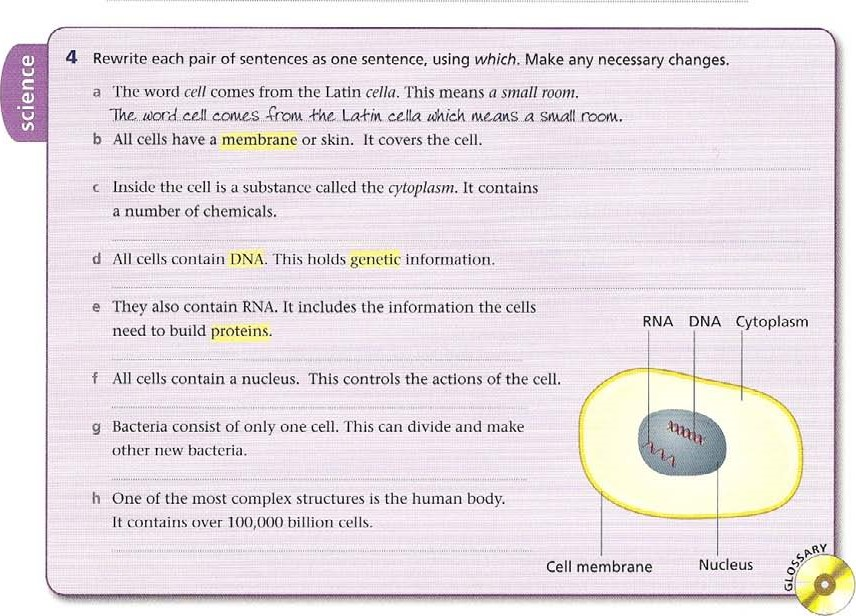 science
4 Rewrite each pair of sentences as one sentence, using which. Make any necessary changes.
a The word cell comes from the Latin cella. This means a small room.
The word cell comes from the Latin cella which means a small room.
b All cells have a membrane or skin. It covers the cell.
c Inside the cell is a substance called the cytoplasm. It contains
a number of chemicals.
d All cells contain DNA. This holds genetic information.
e They also contain RNA. It includes the information the cells
need to build proteins.
f All cells contain a nucleus. This controls the actions of the cell.
g Bacteria consist of only one cell. This can divide and make
other new bacteria.
h One of the most complex structures is the human body.
It contains over 100,000 billion cells.
RNA DNA Cytoplasm
Cell membrane Nucleus
GLOSSARY